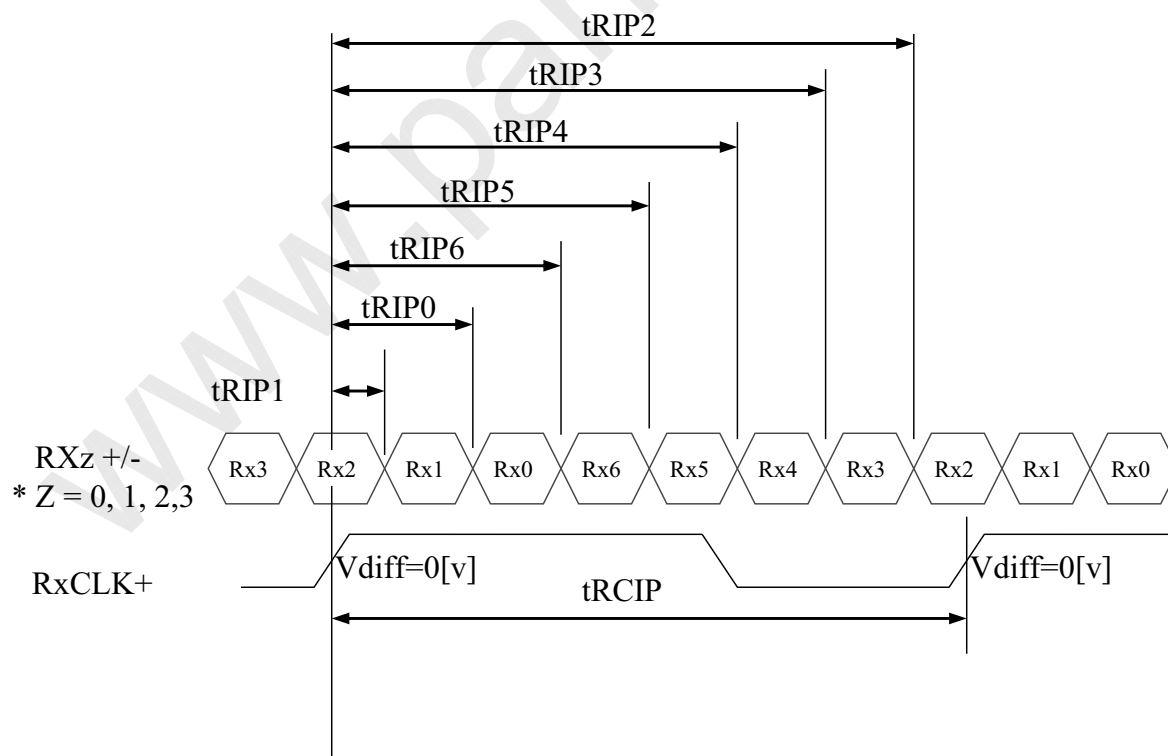 tRIP2
tRIP3
tRIP4
tRIP5
tRIP6
tRIP0
tRIP1
RXz +/-
* Z = 0, 1, 2,3
Rx3 Rx2 Rx1 Rx0 Rx6 Rx5 Rx4 Rx3 Rx2 Rx1 Rx0
RxCLK+
Vdiff=0[v] Vdiff=0[v]
tRCIP